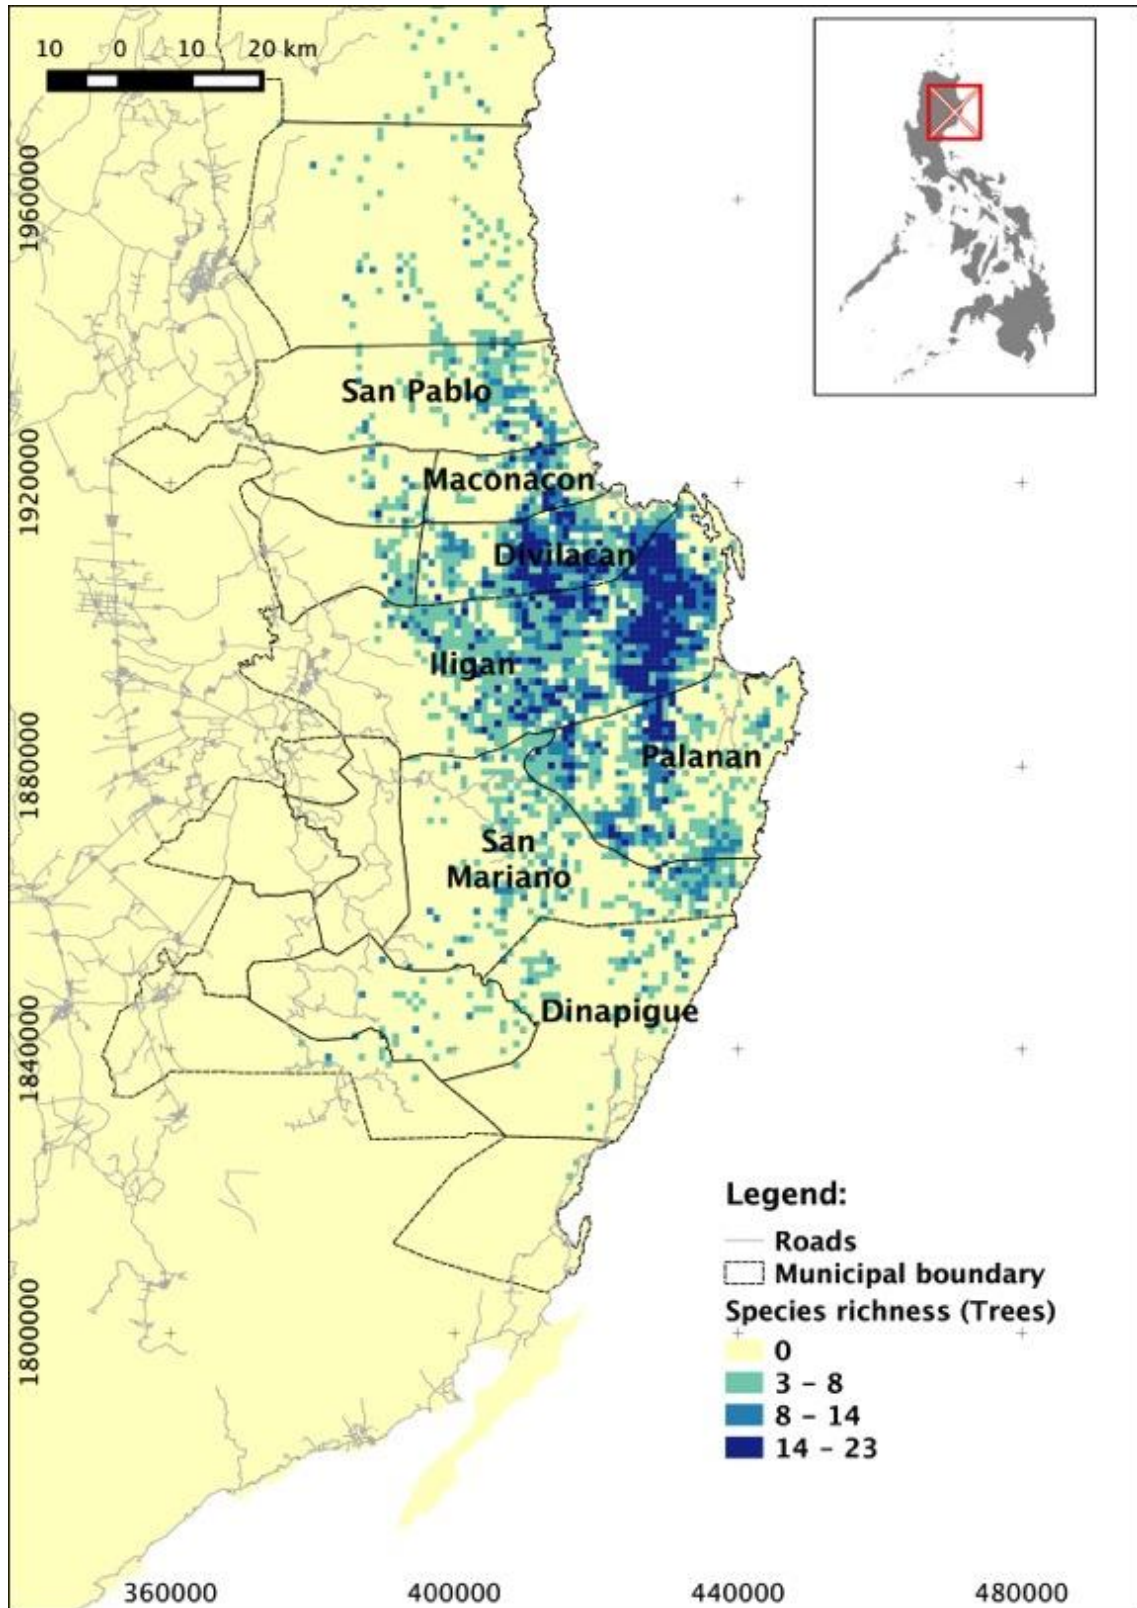 10 0 10 20 km
1960000
San Pablo
1920000
Maconacon
Divilacan
Iligan
1880000
Palanan
San
Mariano
Dinapigue
1840000
Legend:
Roads
Municipal boundary
Species richness (Trees)
1800000
0
3 – 8
8 – 14
14 – 23
360000 400000 440000 480000